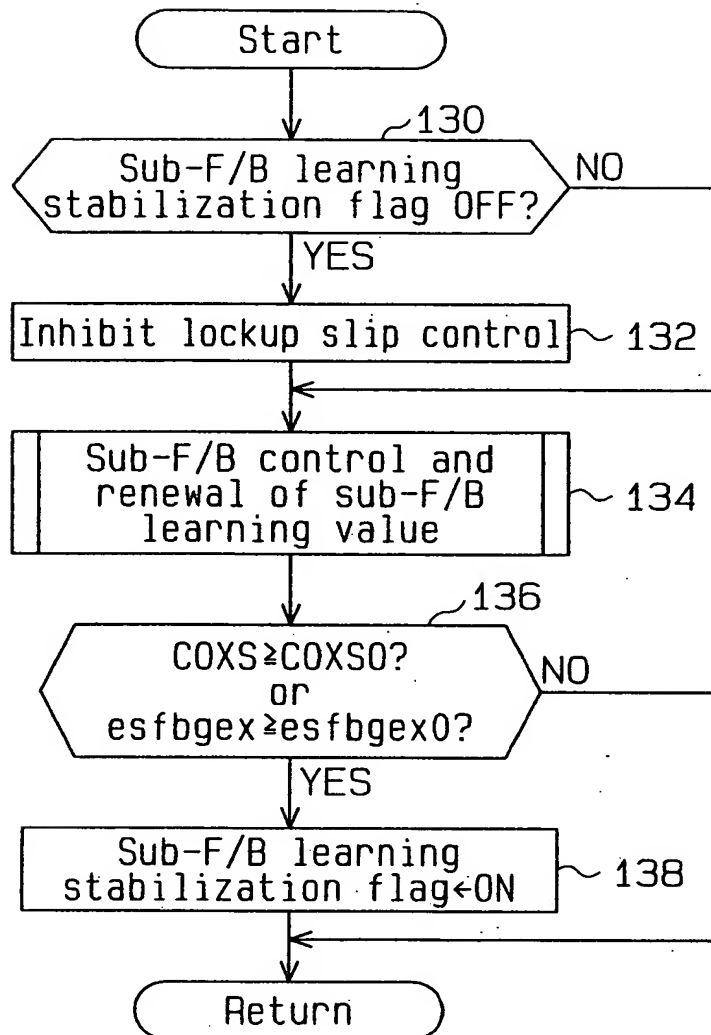 Start
130
Sub-F/B learning
stabilization flag OFF?
NO
YES
Inhibit lockup slip control
132
Sub-F/B control and
renewal of sub-F/B
learning value
134
136
COXS≧COXS0?
or
esfbgex≧esfbgex0?
NO
YES
Sub-F/B learning
stabilization flag←ON
138
Return